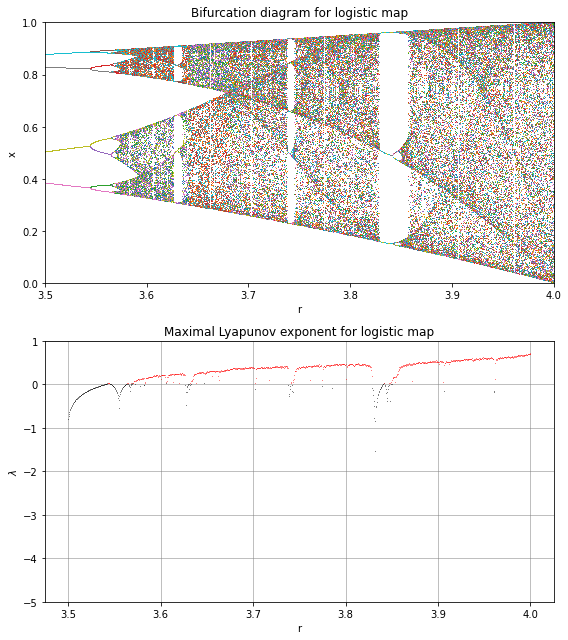 Bifurcation diagram for logistic map
1.0
0.8
0.6
0.4
0.2
0.0
x
3.5 3.6 3.7 3.8 3.9 4.0
r
Maximal Lyapunov exponent for logistic map
1
0
−1
−2
−3
−4
−5
λ
3.5 3.6 3.7 3.8 3.9 4.0
r